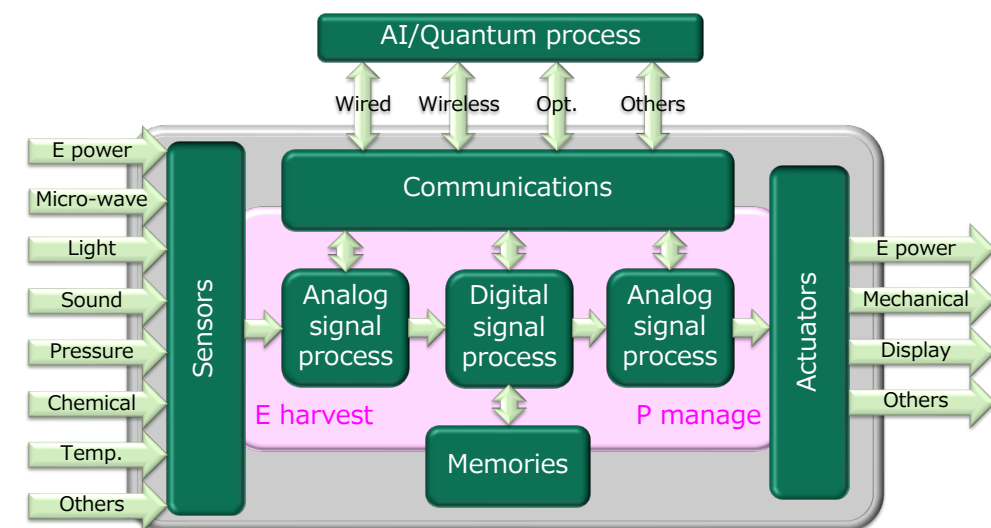 AI/Quantum process
Wired
Wireless
Opt.
Others
Communications
E power
Micro-wave
Light
Sound
Pressure
Chemical
Temp.
Others
Sensors
Analog
signal
process
Digital
signal
process
Analog
signal
process
E harvest
P manage
Memories
Actuators
E power
Mechanical
Display
Others